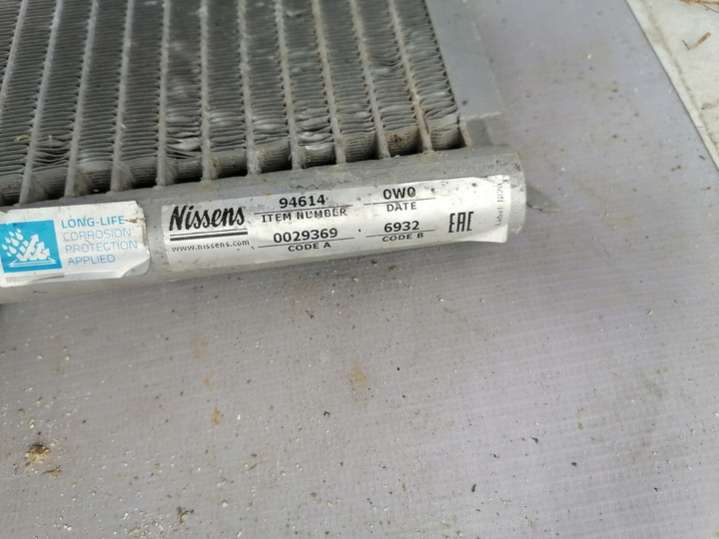 LONG-LIFE
CORROSION
PROTECTION
APPLIED
Nissens
www.nissens.com
94614
ITEM NUMBER
0029369
CODE A
0W0
DATE
6932
CODE B
EAC